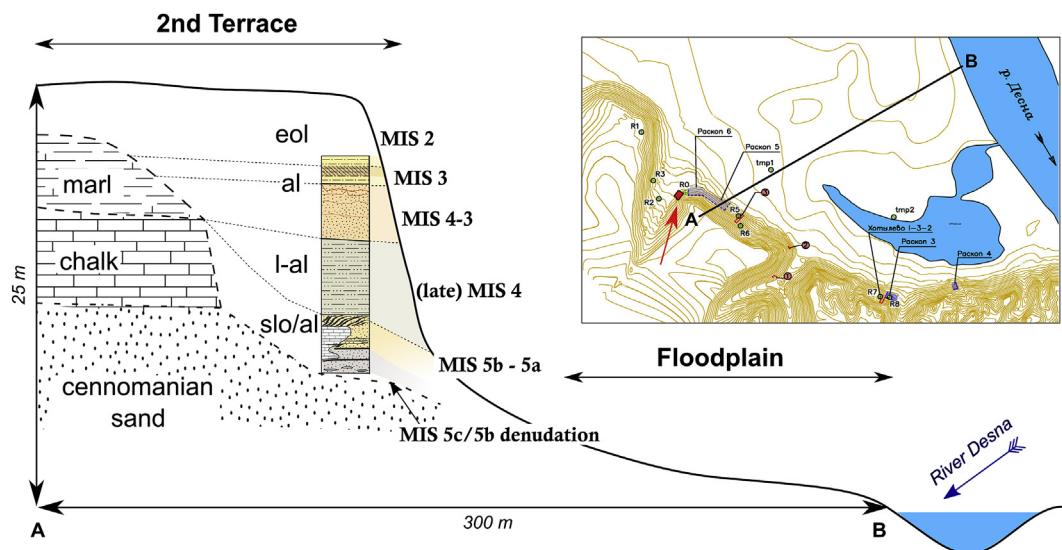 2nd Terrace
eol
MIS 2
al
MIS 3
marl
MIS 4-3
chalk
l-al
(late) MIS 4
slo/al
MIS 5b - 5a
cennomanian
sand
MIS 5c/5b denudation
25 m
A
300 m
B
Floodplain
River Desna
B
р. Десна
R1
Раскоп 6
Раскоп 5
tmp1
R3
R0
R2
A
R5
R6
tmp2
Хотылево I-3-2
Раскоп 3
Раскоп 4
R7
R8